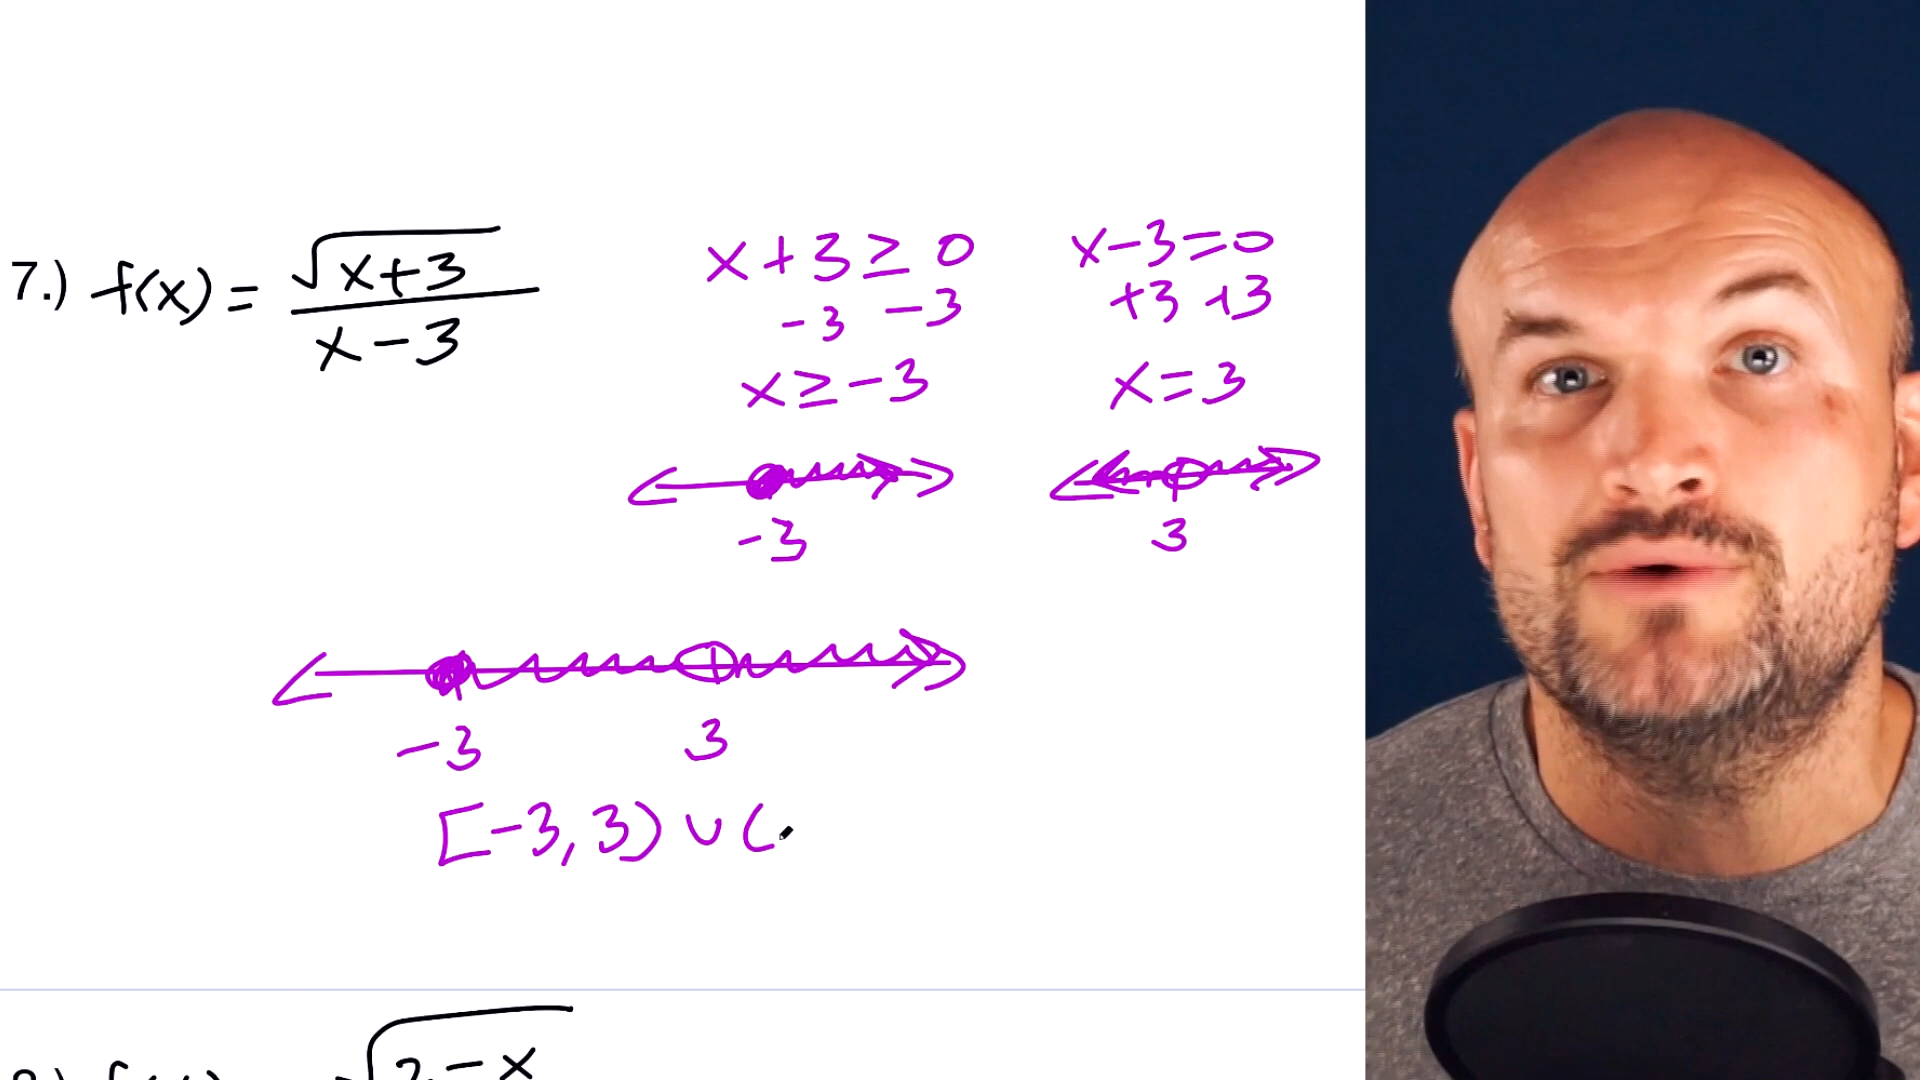 7.) f(x) = √(x+3) / (x-3)
x+3 ≥ 0
-3 -3
x ≥ -3
-3
x-3=0
+3 +3
x=3
3
-3 3
[-3,3) ∪ (
√ 2-x